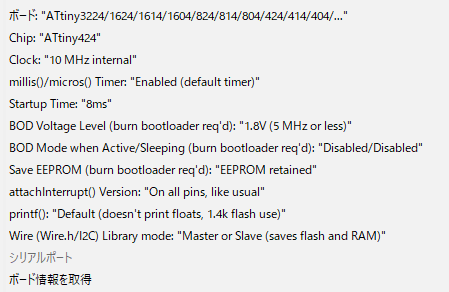 ボード: "ATtiny3224/1624/1614/1604/824/814/804/424/414/404/..."
Chip: "ATtiny424"
Clock: "10 MHz internal"
millis()/micros() Timer: "Enabled (default timer)"
Startup Time: "8ms"
BOD Voltage Level (burn bootloader req'd): "1.8V (5 MHz or less)"
BOD Mode when Active/Sleeping (burn bootloader req'd): "Disabled/Disabled"
Save EEPROM (burn bootloader req'd): "EEPROM retained"
attachInterrupt() Version: "On all pins, like usual"
printf(): "Default (doesn't print floats, 1.4k flash use)"
Wire (Wire.h/I2C) Library mode: "Master or Slave (saves flash and RAM)"
シリアルポート
ボード情報を取得